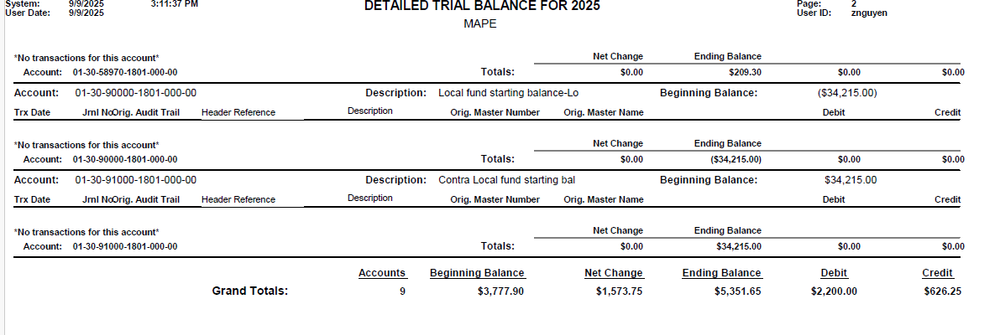 System: 9/9/2025 3:11:37 PM DETAILED TRIAL BALANCE FOR 2025 Page: 2
User Date: 9/9/2025 User ID: znguyen
MAPE
Net Change Ending Balance
*No transactions for this account*
Account: 01-30-58970-1801-000-00 Totals: $0.00 $209.30 $0.00 $0.00
Account: 01-30-90000-1801-000-00 Description: Local fund starting balance-Lo Beginning Balance: ($34,215.00)
Trx Date Jrnl No. Orig. Audit Trail Header Reference Description Orig. Master Number Orig. Master Name Debit Credit
Net Change Ending Balance
*No transactions for this account*
Account: 01-30-90000-1801-000-00 Totals: $0.00 ($34,215.00) $0.00 $0.00
Account: 01-30-91000-1801-000-00 Description: Contra Local fund starting bal Beginning Balance: $34,215.00
Trx Date Jrnl No. Orig. Audit Trail Header Reference Description Orig. Master Number Orig. Master Name Debit Credit
Net Change Ending Balance
*No transactions for this account*
Account: 01-30-91000-1801-000-00 Totals: $0.00 $34,215.00 $0.00 $0.00
Accounts Beginning Balance Net Change Ending Balance Debit Credit
Grand Totals: 9 $3,777.90 $1,573.75 $5,351.65 $2,200.00 $626.25